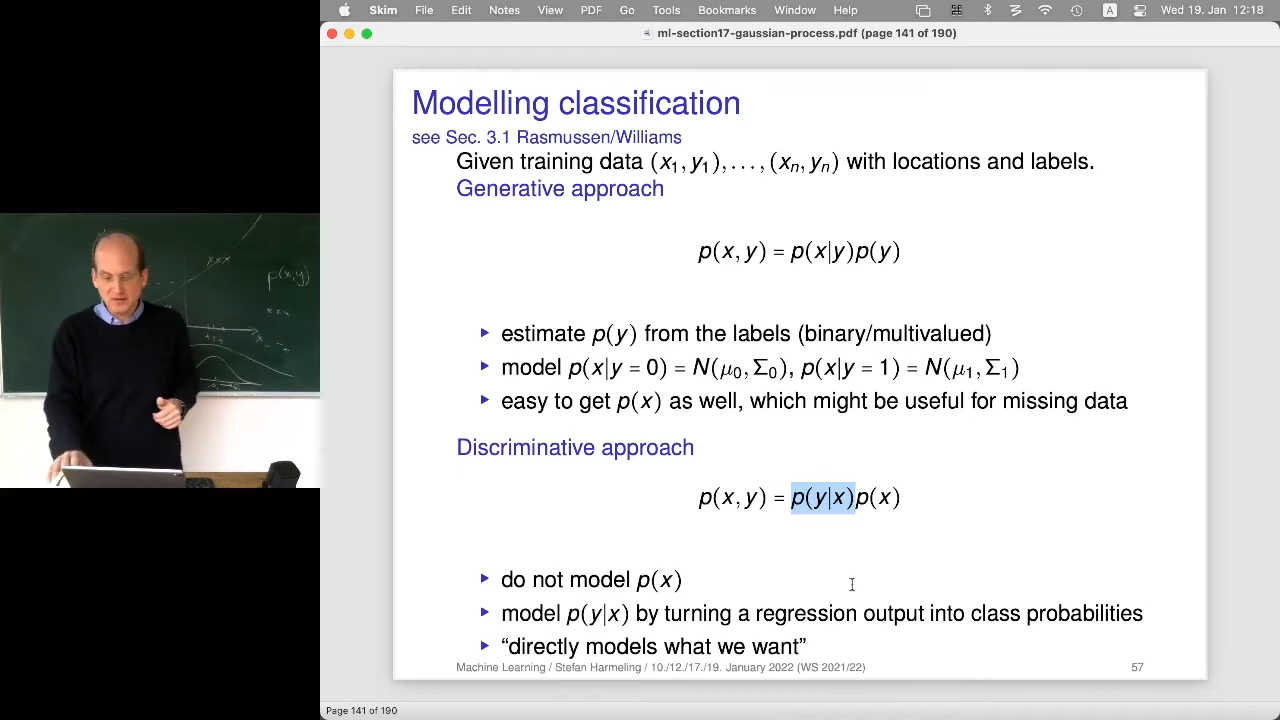 Skim File Edit Notes View PDF Go Tools Bookmarks Window Help A Wed 19. Jan 12:18
ml-section17-gaussian-process.pdf (page 141 of 190)
Modelling classification
see Sec. 3.1 Rasmussen/Williams
Given training data (x₁, y₁), . . . , (xₙ, yₙ) with locations and labels.
Generative approach
p(x, y) = p(x|y)p(y)
▸ estimate p(y) from the labels (binary/multivalued)
▸ model p(x|y = 0) = N(μ₀, Σ₀), p(x|y = 1) = N(μ₁, Σ₁)
▸ easy to get p(x) as well, which might be useful for missing data
Discriminative approach
p(x, y) = p(y|x)p(x)
▸ do not model p(x)
▸ model p(y|x) by turning a regression output into class probabilities
▸ “directly models what we want”
Machine Learning / Stefan Harmeling / 10./12./17./19. January 2022 (WS 2021/22) 57
Page 141 of 190
p(x,y)
xxx
xxx